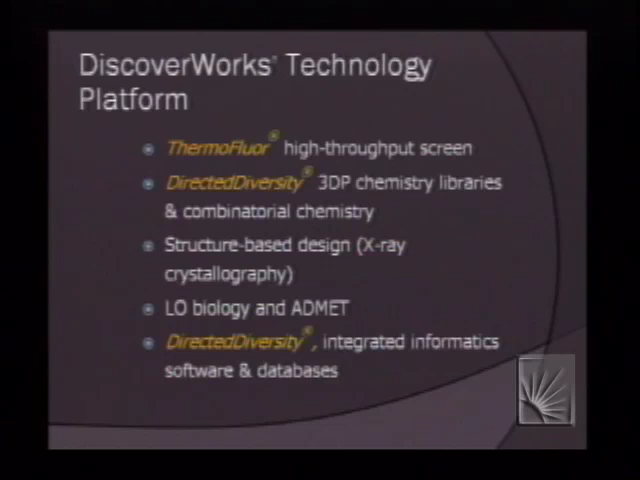 DiscoverWorks® Technology
Platform
ThermoFluor® high-throughput screen
DirectedDiversity® 3DP chemistry libraries
& combinatorial chemistry
Structure-based design (X-ray
crystallography)
LO biology and ADMET
DirectedDiversity®, integrated informatics
software & databases